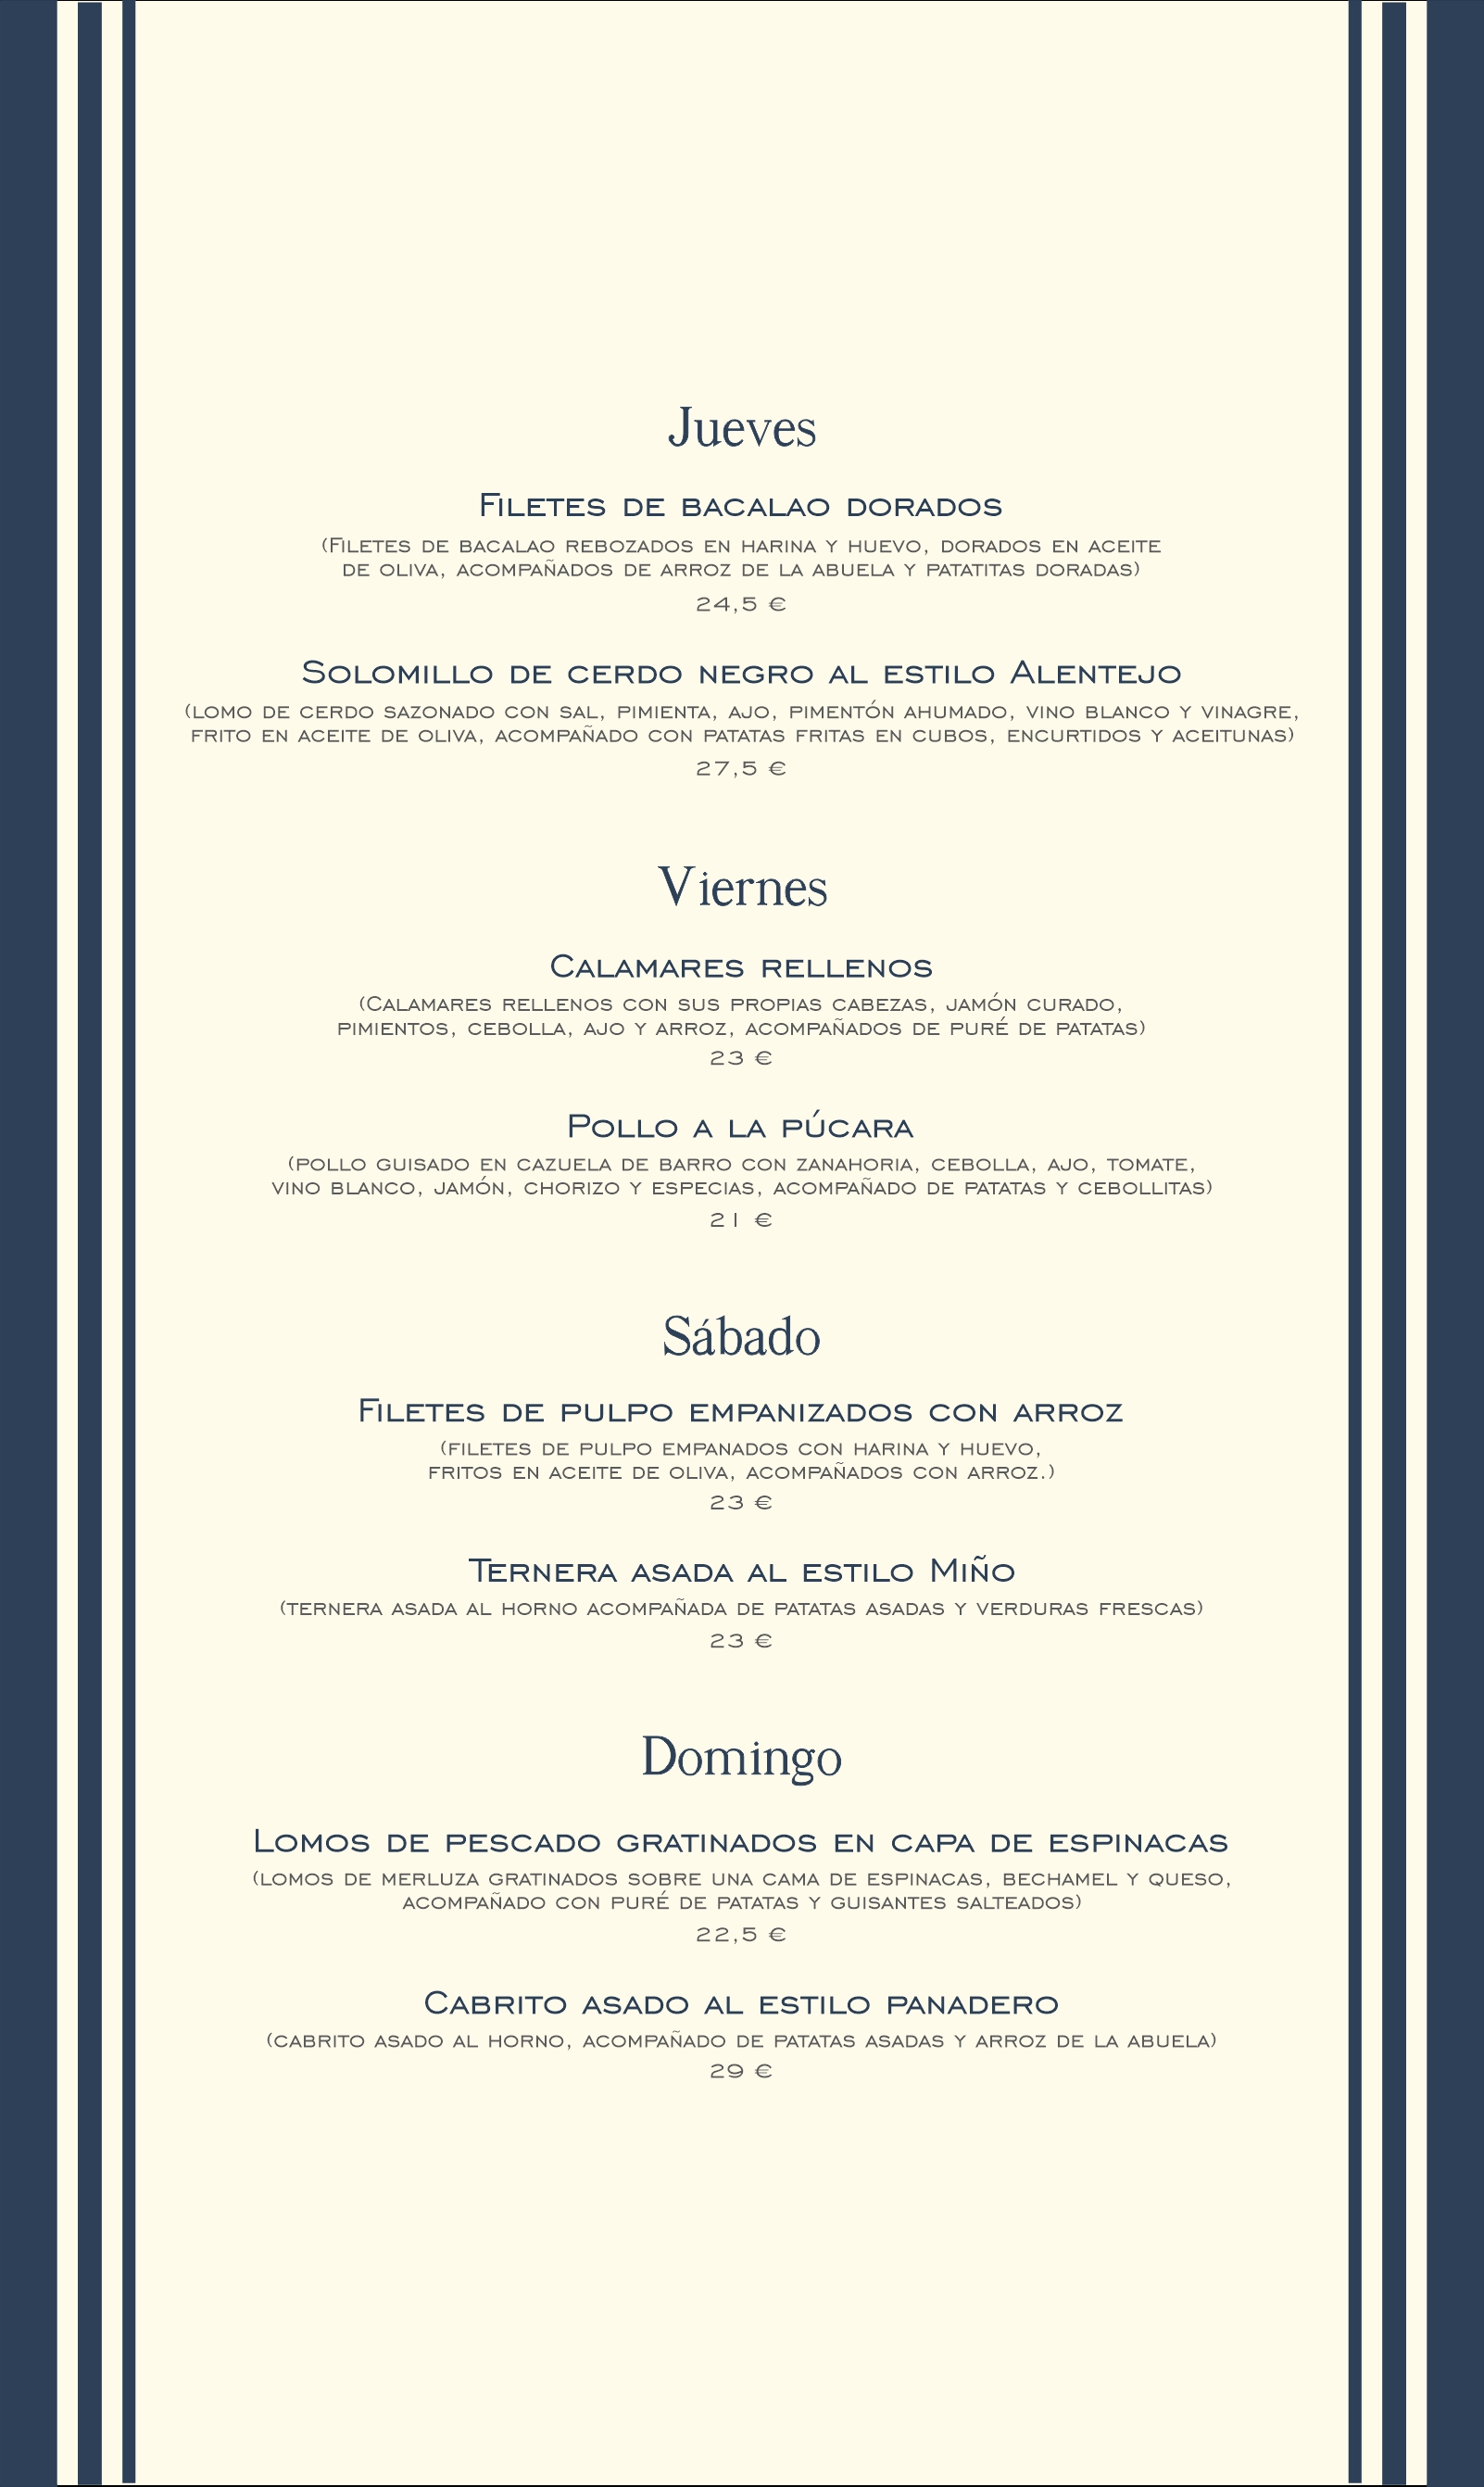 Jueves
Filetes de bacalao dorados
(Filetes de bacalao rebozados en harina y huevo, dorados en aceite
de oliva, acompañados de arroz de la abuela y patatitas doradas)
24,5 €
Solomillo de cerdo negro al estilo Alentejo
(lomo de cerdo sazonado con sal, pimienta, ajo, pimentón ahumado, vino blanco y vinagre,
frito en aceite de oliva, acompañado con patatas fritas en cubos, encurtidos y aceitunas)
27,5 €
Viernes
Calamares rellenos
(Calamares rellenos con sus propias cabezas, jamón curado,
pimientos, cebolla, ajo y arroz, acompañados de puré de patatas)
23 €
Pollo a la púcara
(pollo guisado en cazuela de barro con zanahoria, cebolla, ajo, tomate,
vino blanco, jamón, chorizo y especias, acompañado de patatas y cebollitas)
21 €
Sábado
Filetes de pulpo empanizados con arroz
(filetes de pulpo empanados con harina y huevo,
fritos en aceite de oliva, acompañados con arroz.)
23 €
Ternera asada al estilo Miño
(ternera asada al horno acompañada de patatas asadas y verduras frescas)
23 €
Domingo
Lomos de pescado gratinados en capa de espinacas
(lomos de merluza gratinados sobre una cama de espinacas, bechamel y queso,
acompañado con puré de patatas y guisantes salteados)
22,5 €
Cabrito asado al estilo panadero
(cabrito asado al horno, acompañado de patatas asadas y arroz de la abuela)
29 €